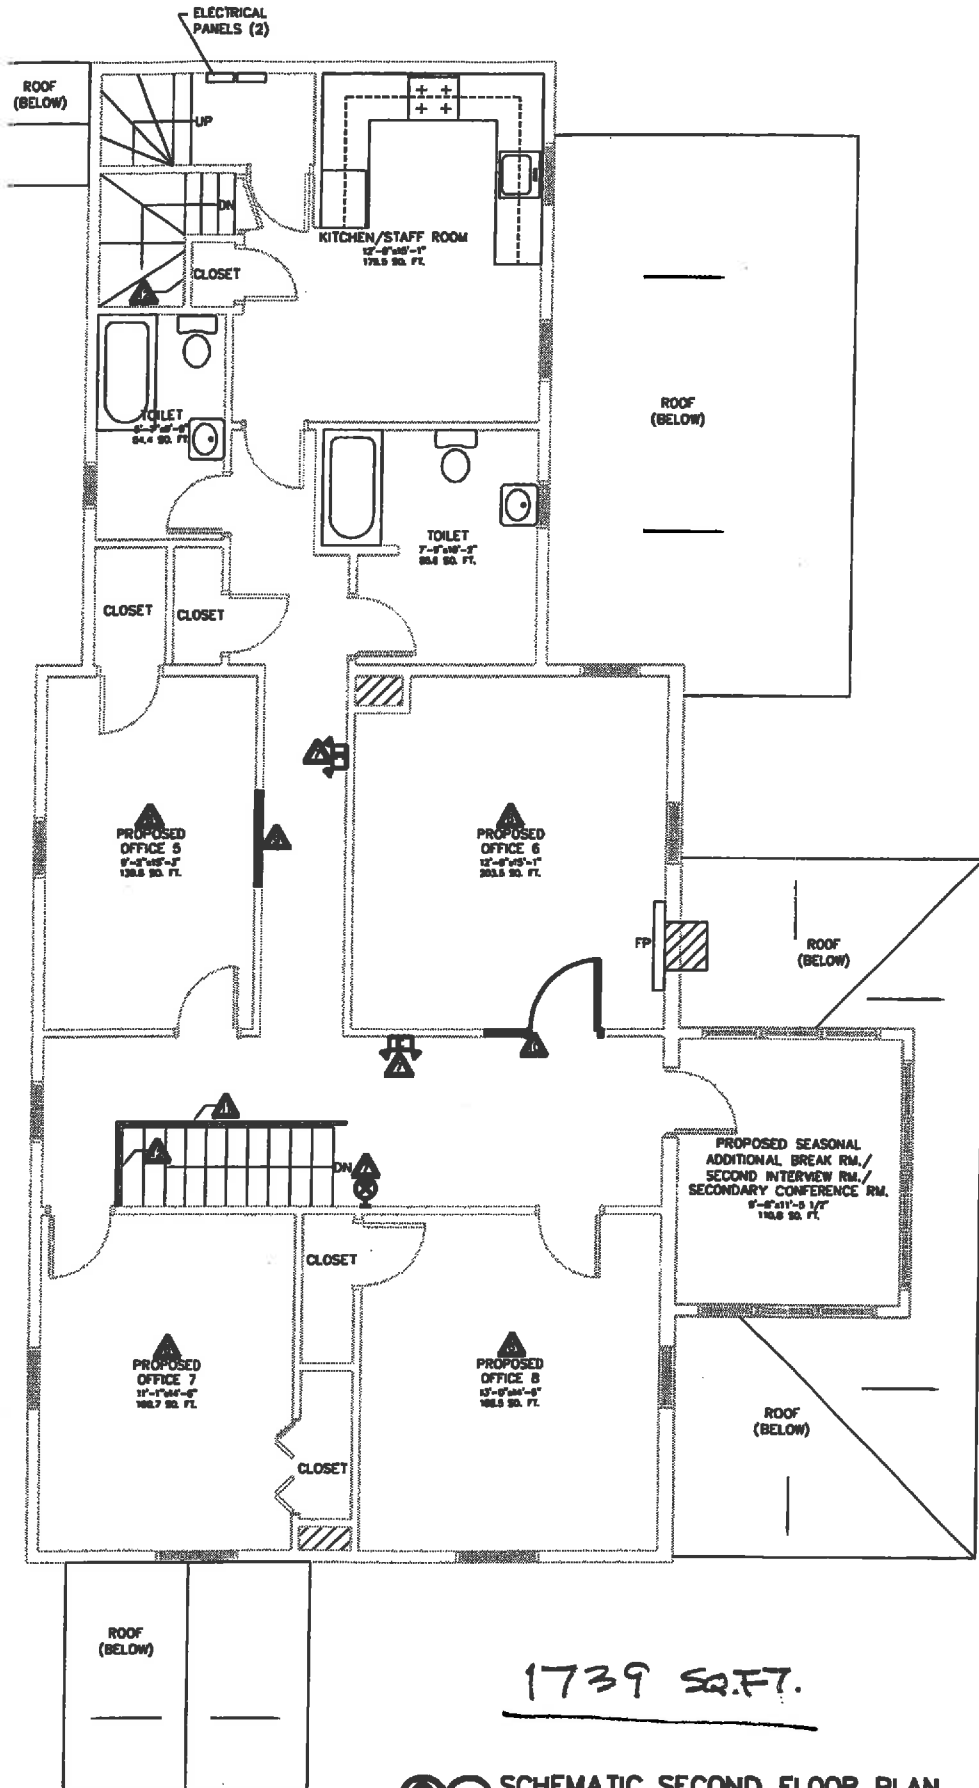 ELECTRICAL
PANELS (2)
ROOF
(BELOW)
UP
DN
KITCHEN/STAFF ROOM
CLOSET
ROOF
(BELOW)
TOILET
TOILET
CLOSET
CLOSET
PROPOSED
OFFICE 5
PROPOSED
OFFICE 6
FP
ROOF
(BELOW)
DN
PROPOSED SEASONAL
ADDITIONAL BREAK RM./
SECOND INTERVIEW RM./
SECONDARY CONFERENCE RM.
CLOSET
PROPOSED
OFFICE 7
PROPOSED
OFFICE 8
ROOF
(BELOW)
CLOSET
ROOF
(BELOW)
1739 SQ.FT.
SCHEMATIC SECOND FLOOR PLAN